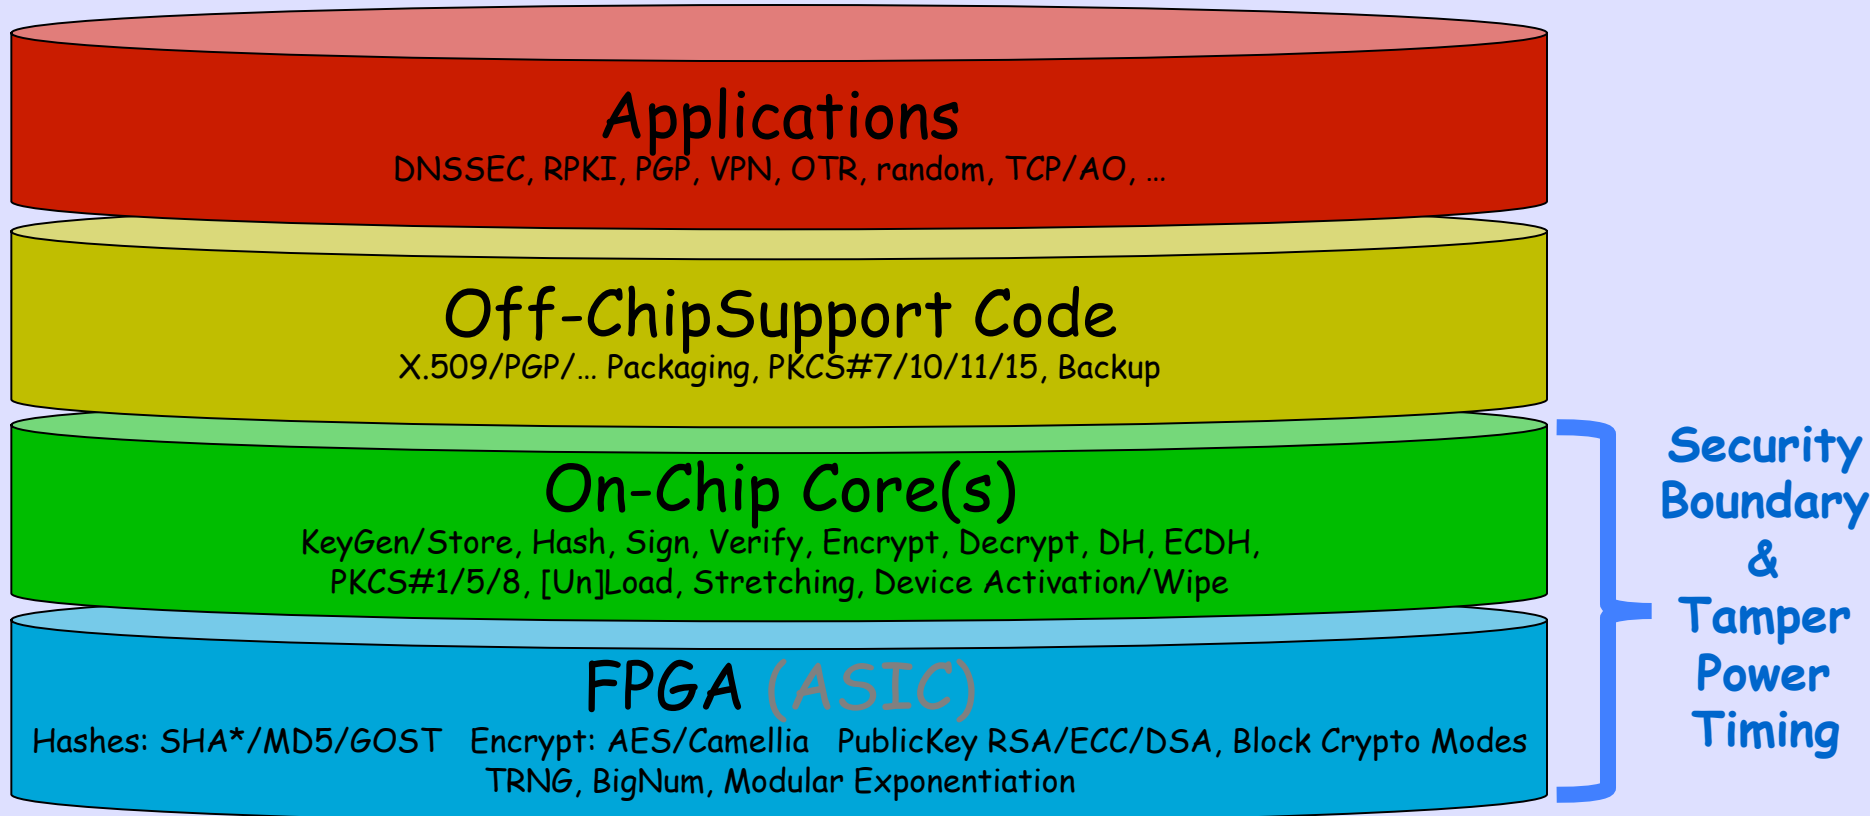 Applications
DNSSEC, RPKI, PGP, VPN, OTR, random, TCP/AO, ...
Off-ChipSupport Code
X.509/PGP/... Packaging, PKCS#7/10/11/15, Backup
On-Chip Core(s)
KeyGen/Store, Hash, Sign, Verify, Encrypt, Decrypt, DH, ECDH,
PKCS#1/5/8, [Un]Load, Stretching, Device Activation/Wipe
FPGA (ASIC)
Hashes: SHA*/MD5/GOST Encrypt: AES/Camellia PublicKey RSA/ECC/DSA, Block Crypto Modes
TRNG, BigNum, Modular Exponentiation
Security
Boundary
&
Tamper
Power
Timing